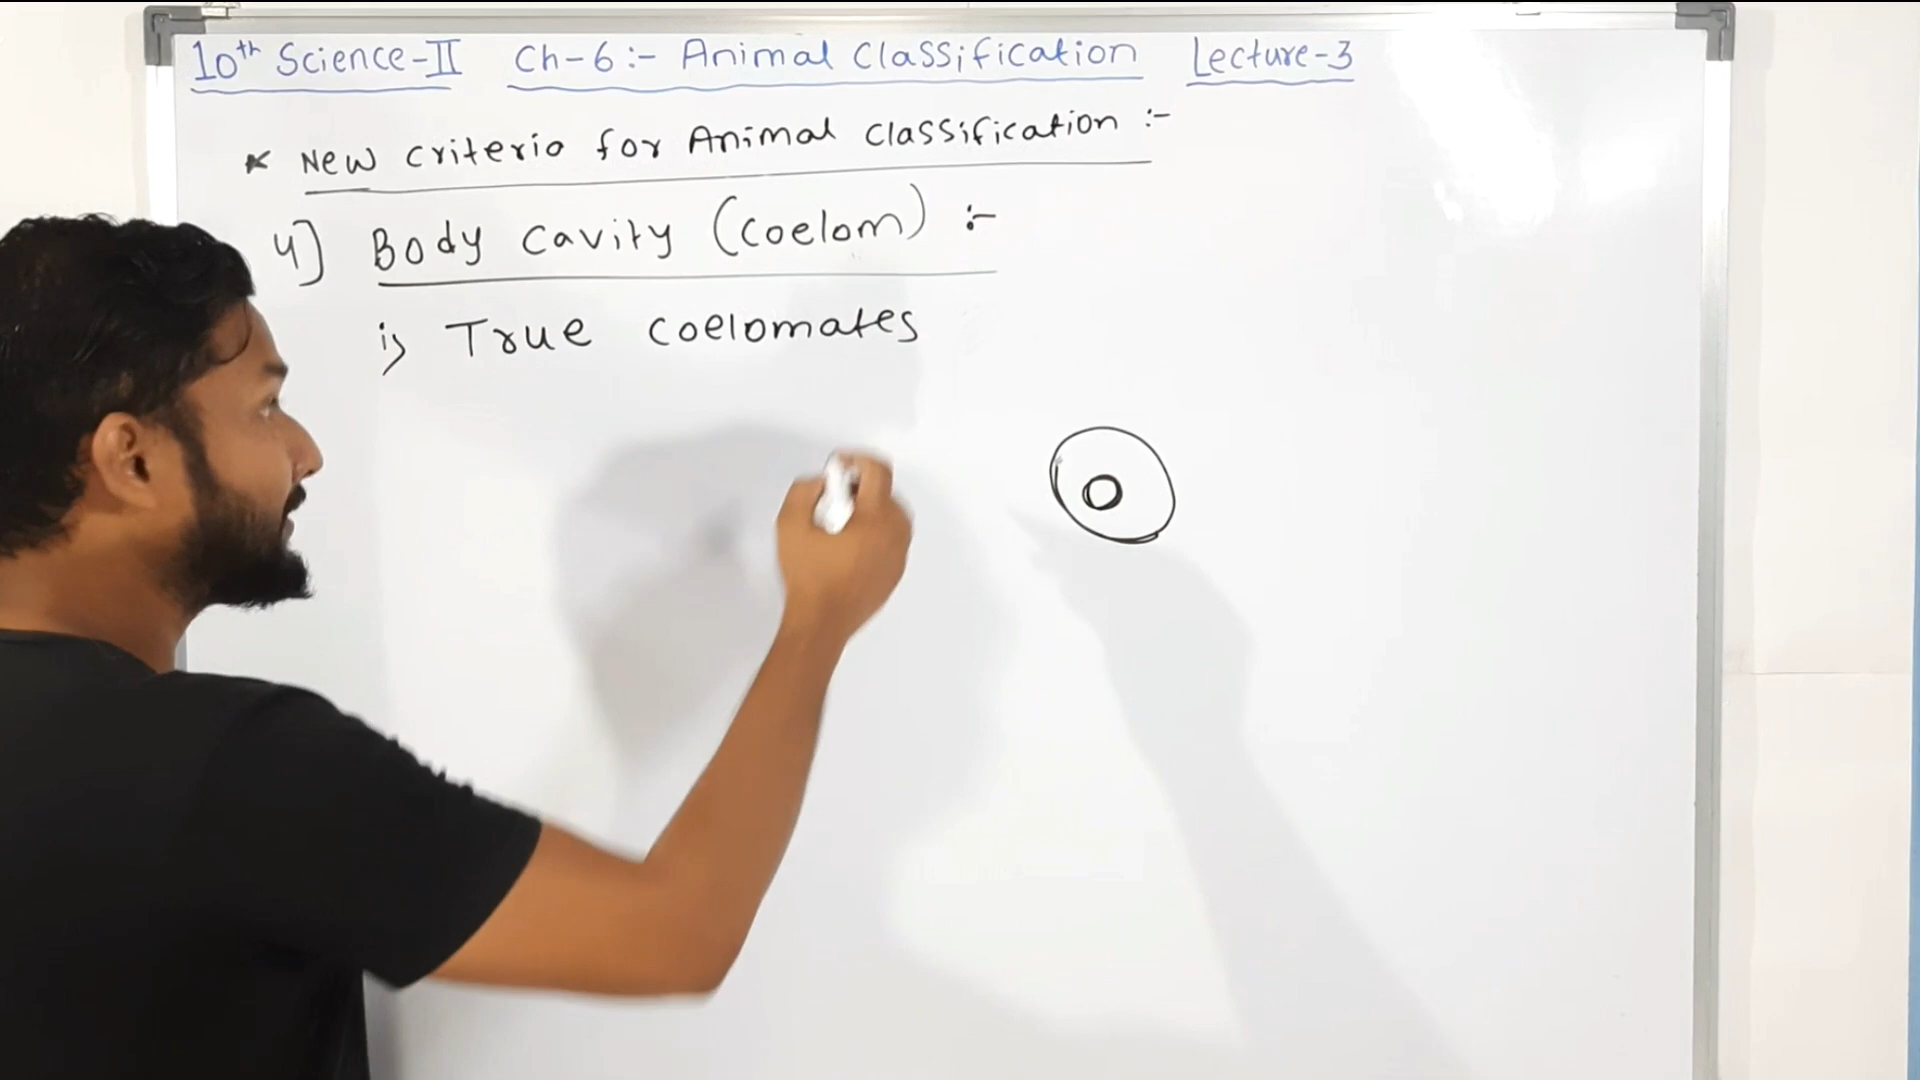 10th Science-II Ch-6:- Animal Classification Lecture-3
* New criteria for Animal classification :-
4] Body cavity (coelom) :-
i) True coelomates